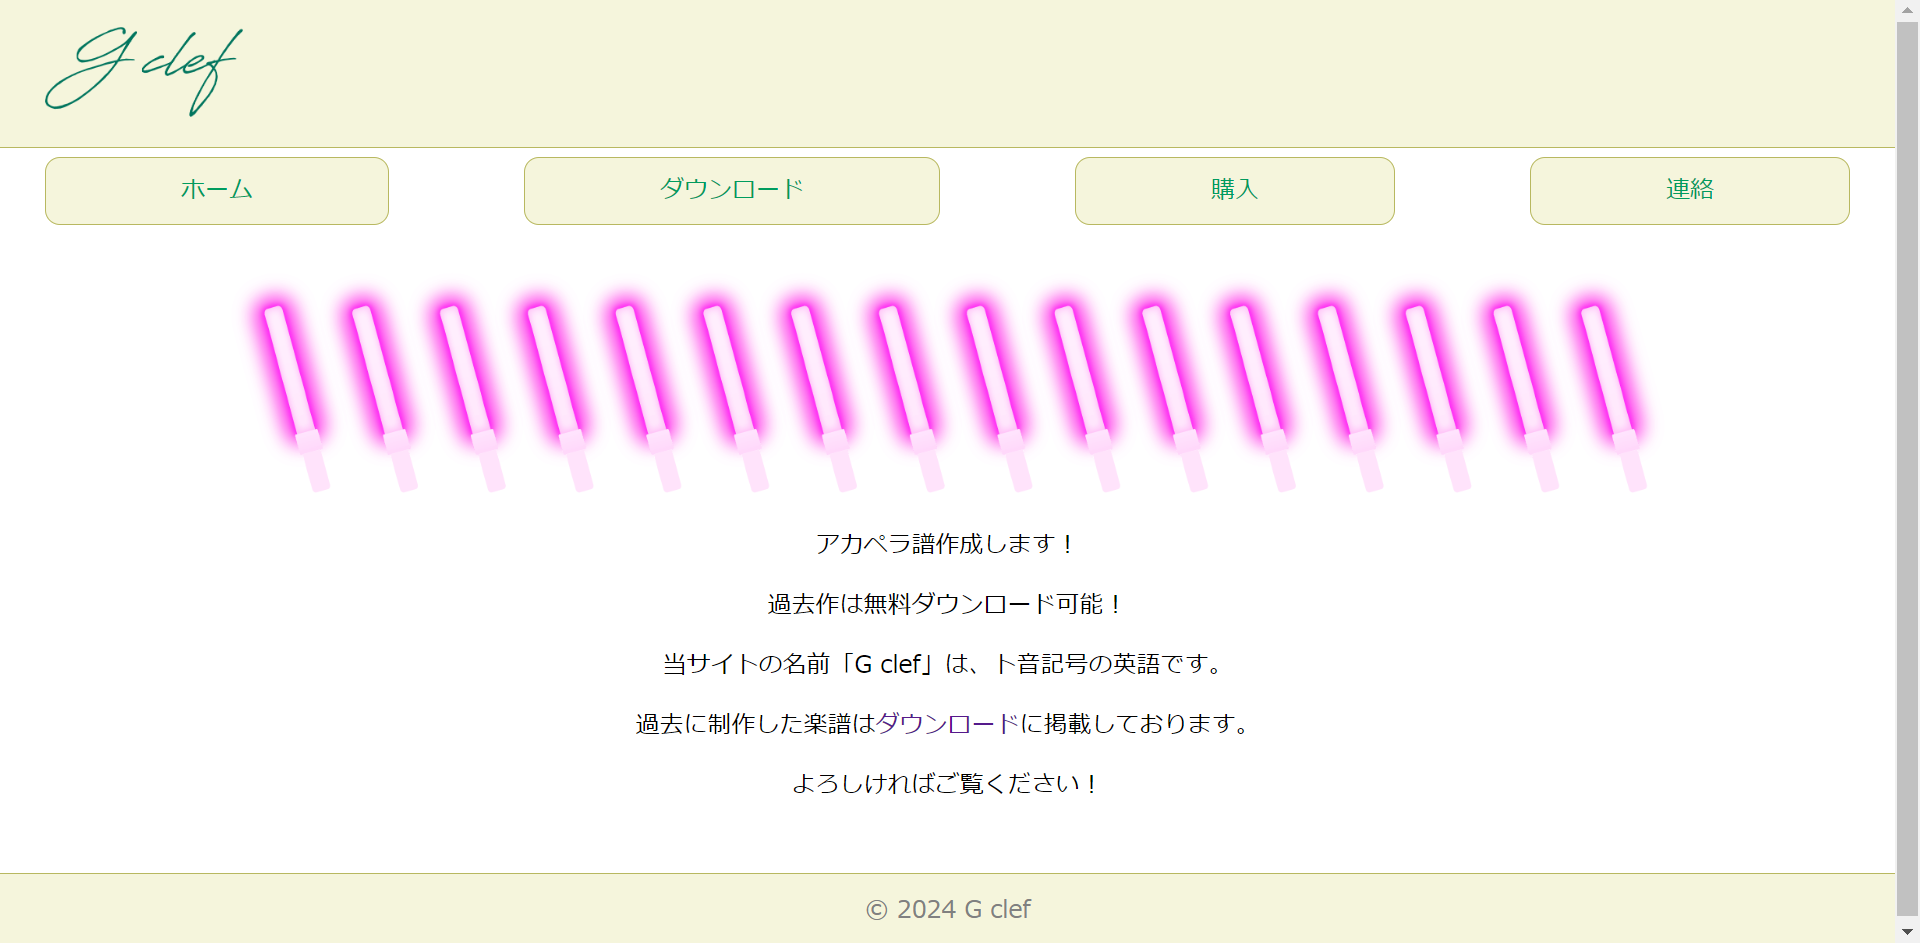 G clef
ホーム
ダウンロード
購入
連絡
アカペラ譜作成します！
過去作は無料ダウンロード可能！
当サイトの名前「G clef」は、ト音記号の英語です。
過去に制作した楽譜はダウンロードに掲載しております。
よろしければご覧ください！
© 2024 G clef